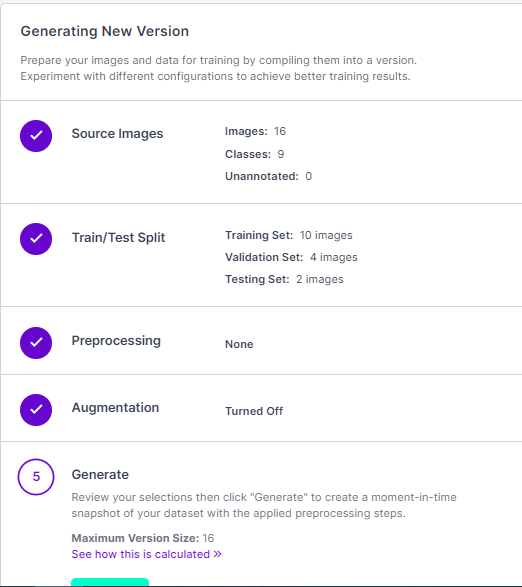 Generating New Version
Prepare your images and data for training by compiling them into a version.
Experiment with different configurations to achieve better training results.
Source Images
Images: 16
Classes: 9
Unannotated: 0
Train/Test Split
Training Set: 10 images
Validation Set: 4 images
Testing Set: 2 images
Preprocessing
None
Augmentation
Turned Off
5
Generate
Review your selections then click "Generate" to create a moment-in-time
snapshot of your dataset with the applied preprocessing steps.
Maximum Version Size: 16
See how this is calculated »